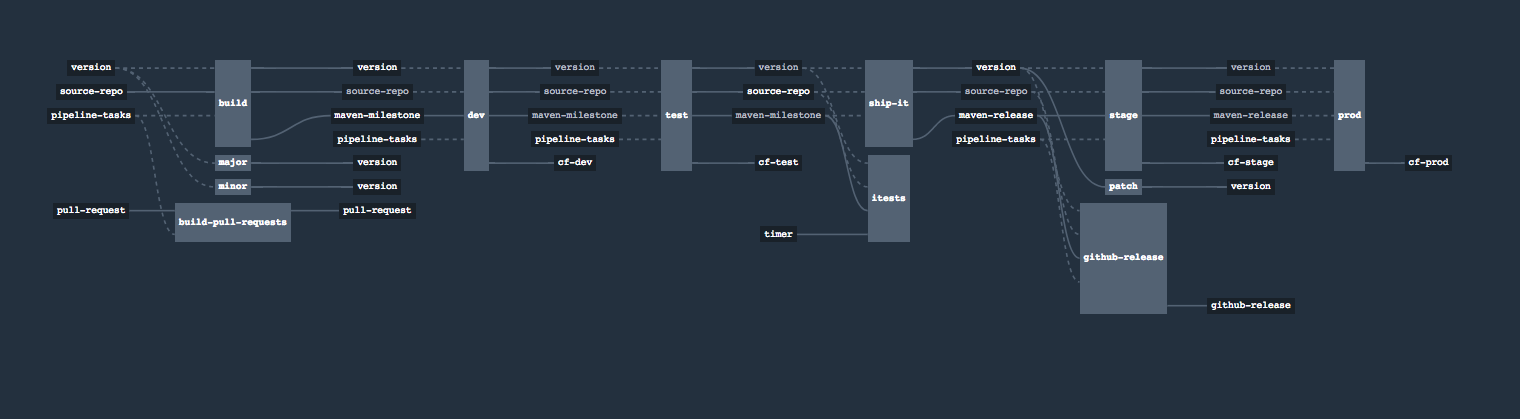 version
source-repo
pipeline-tasks
pull-request
build
major
minor
build-pull-requests
version
source-repo
maven-milestone
pipeline-tasks
version
version
pull-request
dev
version
source-repo
maven-milestone
pipeline-tasks
cf-dev
test
version
source-repo
maven-milestone
cf-test
timer
ship-it
itests
version
source-repo
maven-release
pipeline-tasks
stage
patch
github-release
version
source-repo
maven-release
pipeline-tasks
cf-stage
version
github-release
prod
cf-prod